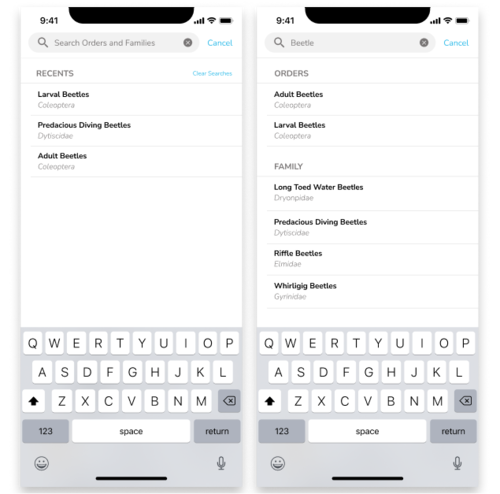 9:41
Search Orders and Families
Cancel
RECENTS
Clear Searches
Larval Beetles
Coleoptera
Predacious Diving Beetles
Dytiscidae
Adult Beetles
Coleoptera
Q W E R T Y U I O P
A S D F G H J K L
Z X C V B N M
123 space return
9:41
Beetle
Cancel
ORDERS
Adult Beetles
Coleoptera
Larval Beetles
Coleoptera
FAMILY
Long Toed Water Beetles
Dryonpidae
Predacious Diving Beetles
Dytiscidae
Riffle Beetles
Elmidae
Whirligig Beetles
Gyrinidae
Q W E R T Y U I O P
A S D F G H J K L
Z X C V B N M
123 space return